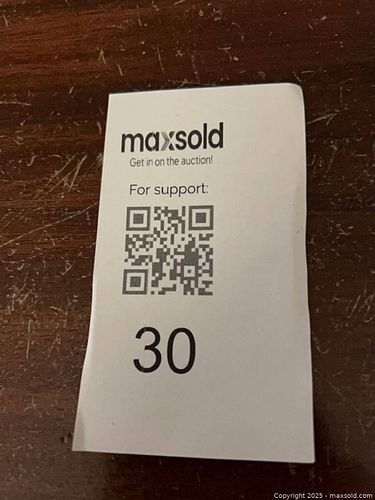 maxsold
Get in on the auction!
For support:
30
Copyright 2025 - maxsold.com